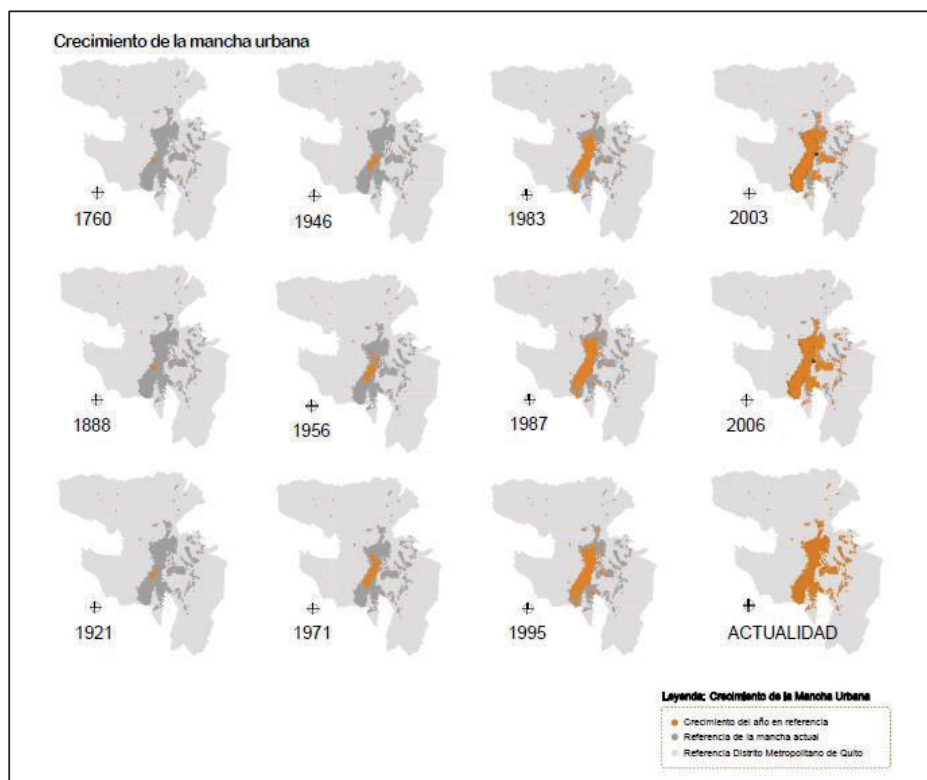 Crecimiento de la mancha urbana
1760
1946
1983
2003
1888
1956
1987
2006
1921
1971
1995
ACTUALIDAD
Leyenda: Crecimiento de la Mancha Urbana
Crecimiento del año en referencia
Referencia de la mancha actual
Referencia Distrito Metropolitano de Quito